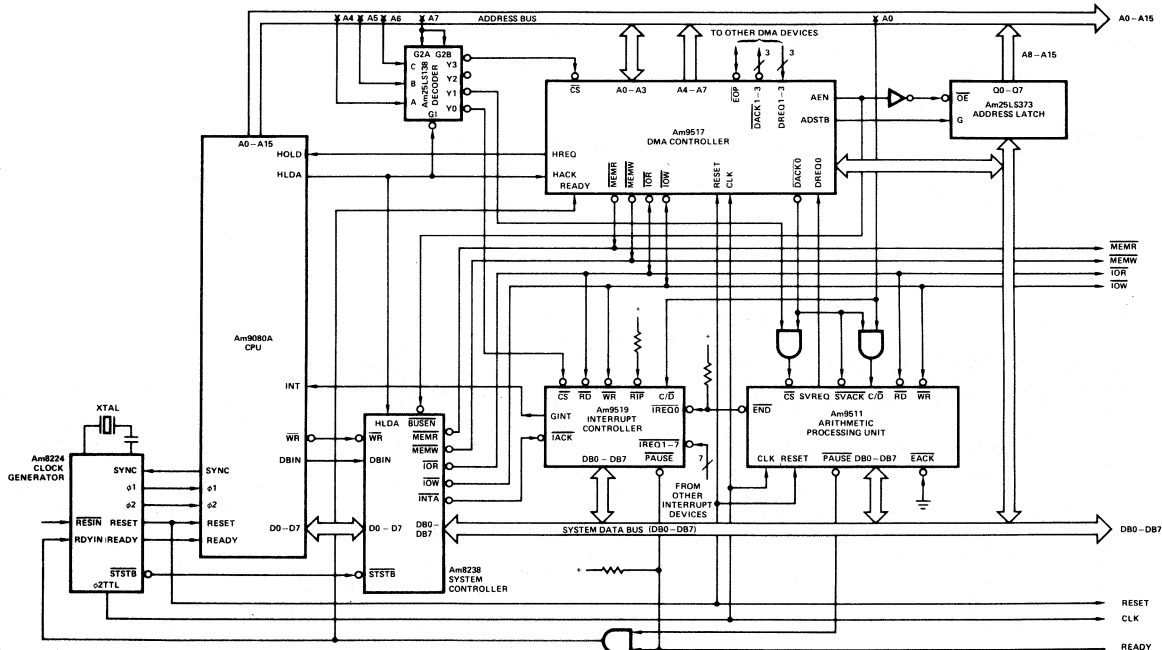 A4 A5 A6 A7 ADDRESS BUS A0 A0–A15
TO OTHER DMA DEVICES
3 3
A8–A15
G2A G2B
C
B
A
Y3
Y2
Y1
Y0
GI
Am25LS138
DECODER
CS A0–A3 A4–A7 EOP DACK1-3 DREQ1-3
AEN
ADSTB
Am9517
DMA CONTROLLER
HREQ
HACK
READY
MEMR MEMW IOR IOW RESET CLK DACK0 DREQ0
Q0–Q7
OE
Am25LS373
G ADDRESS LATCH
A0–A15
HOLD
HLDA
Am9080A
CPU
INT
WR
DBIN
SYNC
φ1
φ2
RESET
READY
D0–D7
MEMR
MEMW
IOR
IOW
XTAL
Am8224
CLOCK
GENERATOR
SYNC
φ1
φ2
RESIN RESET
RDYIN READY
STSTB
φ2TTL
HLDA BUSEN
WR MEMR
MEMW
DBIN IOR
IOW
INTA
D0–D7 DB0–
DB7
STSTB
Am8238
SYSTEM
CONTROLLER
+
+
CS RD WR RIP C/D
Am9519
GINT INTERRUPT
CONTROLLER
IREQ0
IACK
IREQ1–7
DB0–DB7 PAUSE
7
FROM
OTHER
INTERRUPT
DEVICES
CS SVREQ SVACK C/D RD WR
Am9511
END ARITHMETIC
PROCESSING UNIT
CLK RESET PAUSE DB0–DB7 EACK
SYSTEM DATA BUS (DB0–DB7) DB0–DB7
+
RESET
CLK
READY